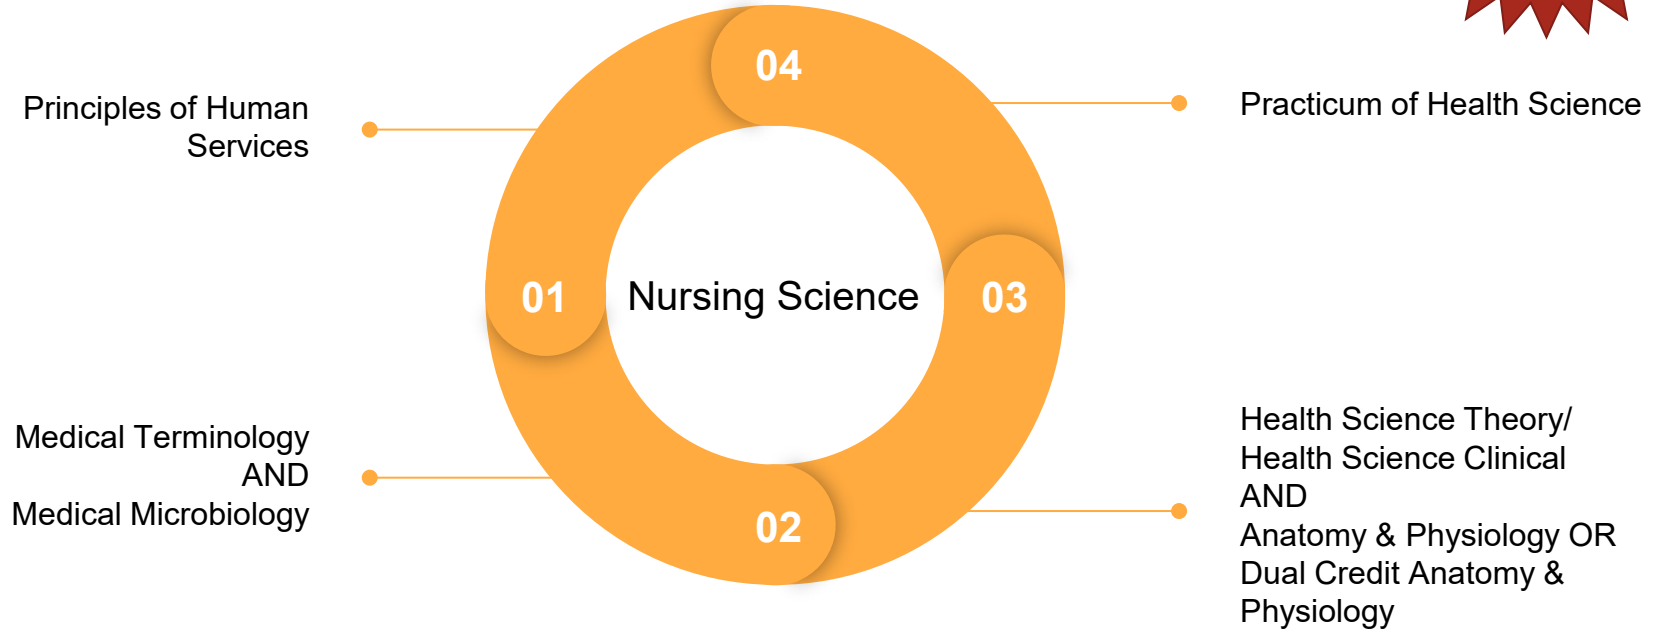 04
Principles of Human
Services
Practicum of Health Science
01
Nursing Science
03
Medical Terminology
AND
Medical Microbiology
02
Health Science Theory/
Health Science Clinical
AND
Anatomy & Physiology OR
Dual Credit Anatomy &
Physiology